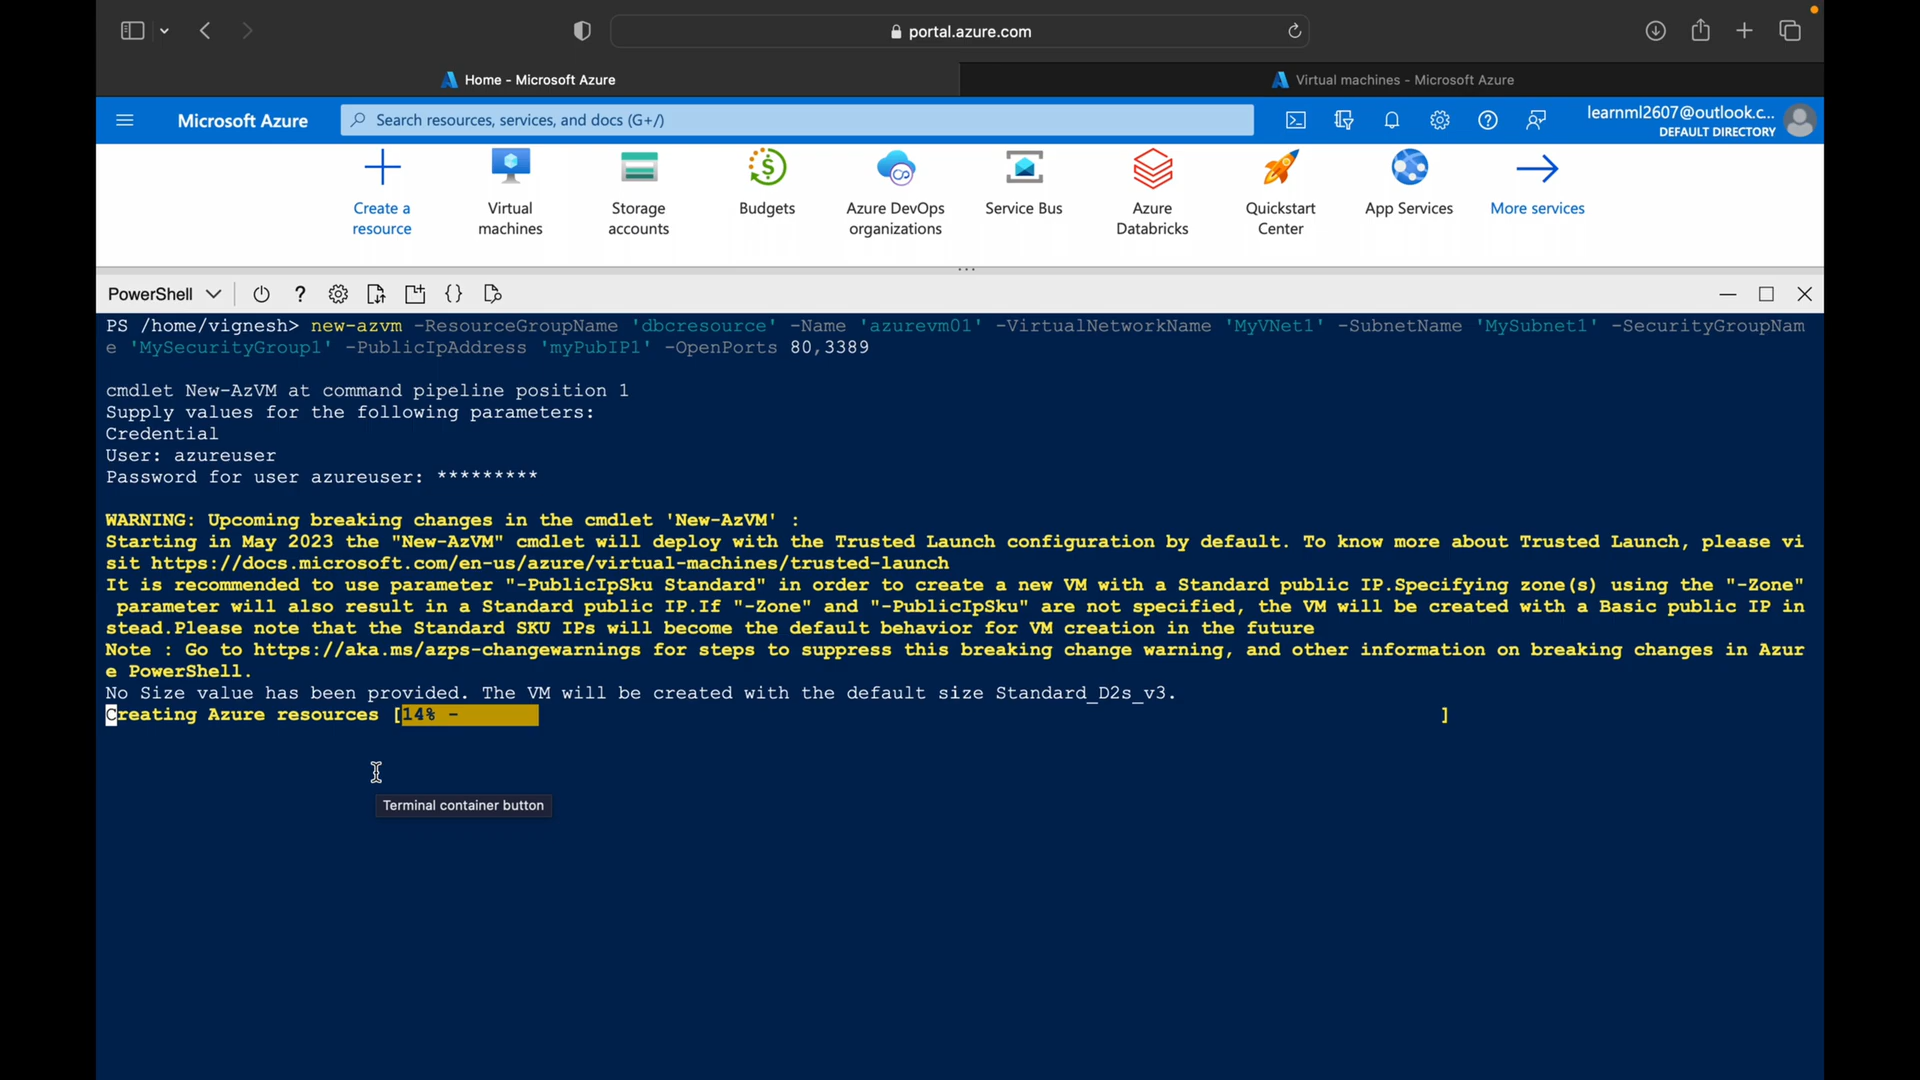 portal.azure.com
Home - Microsoft Azure
Virtual machines - Microsoft Azure
Microsoft Azure
Search resources, services, and docs (G+/)
learnml2607@outlook.c...
DEFAULT DIRECTORY
Create a
resource
Virtual
machines
Storage
accounts
Budgets
Azure DevOps
organizations
Service Bus
Azure
Databricks
Quickstart
Center
App Services
More services
PowerShell
PS /home/vignesh> new-azvm -ResourceGroupName 'dbcresource' -Name 'azurevm01' -VirtualNetworkName 'MyVNet1' -SubnetName 'MySubnet1' -SecurityGroupNam
e 'MySecurityGroup1' -PublicIpAddress 'myPubIP1' -OpenPorts 80,3389
cmdlet New-AzVM at command pipeline position 1
Supply values for the following parameters:
Credential
User: azureuser
Password for user azureuser: *********
WARNING: Upcoming breaking changes in the cmdlet 'New-AzVM' :
Starting in May 2023 the "New-AzVM" cmdlet will deploy with the Trusted Launch configuration by default. To know more about Trusted Launch, please vi
sit https://docs.microsoft.com/en-us/azure/virtual-machines/trusted-launch
It is recommended to use parameter "-PublicIpSku Standard" in order to create a new VM with a Standard public IP.Specifying zone(s) using the "-Zone"
parameter will also result in a Standard public IP.If "-Zone" and "-PublicIpSku" are not specified, the VM will be created with a Basic public IP in
stead.Please note that the Standard SKU IPs will become the default behavior for VM creation in the future
Note : Go to https://aka.ms/azps-changewarnings for steps to suppress this breaking change warning, and other information on breaking changes in Azur
e PowerShell.
No Size value has been provided. The VM will be created with the default size Standard_D2s_v3.
Creating Azure resources [14% - ]
Terminal container button